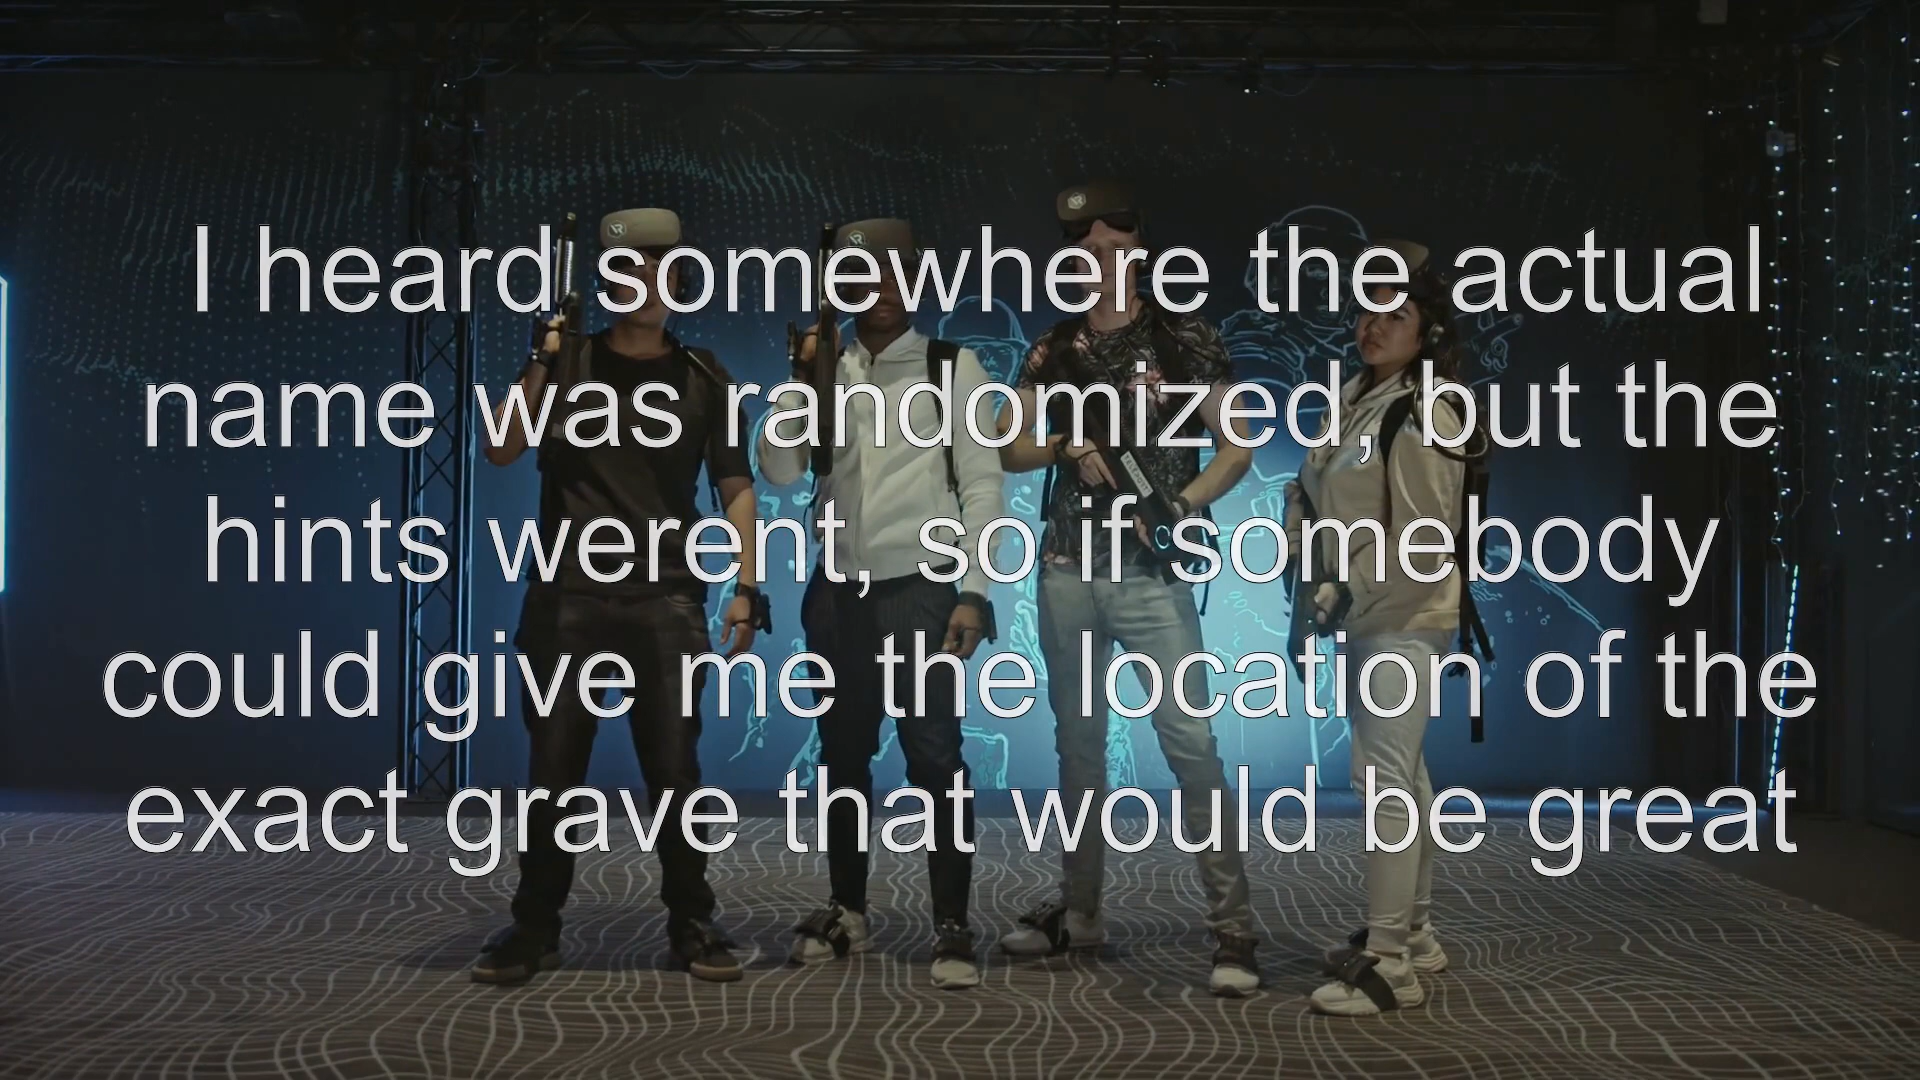 I heard somewhere the actual
name was randomized, but the
hints werent, so if somebody
could give me the location of the
exact grave that would be great